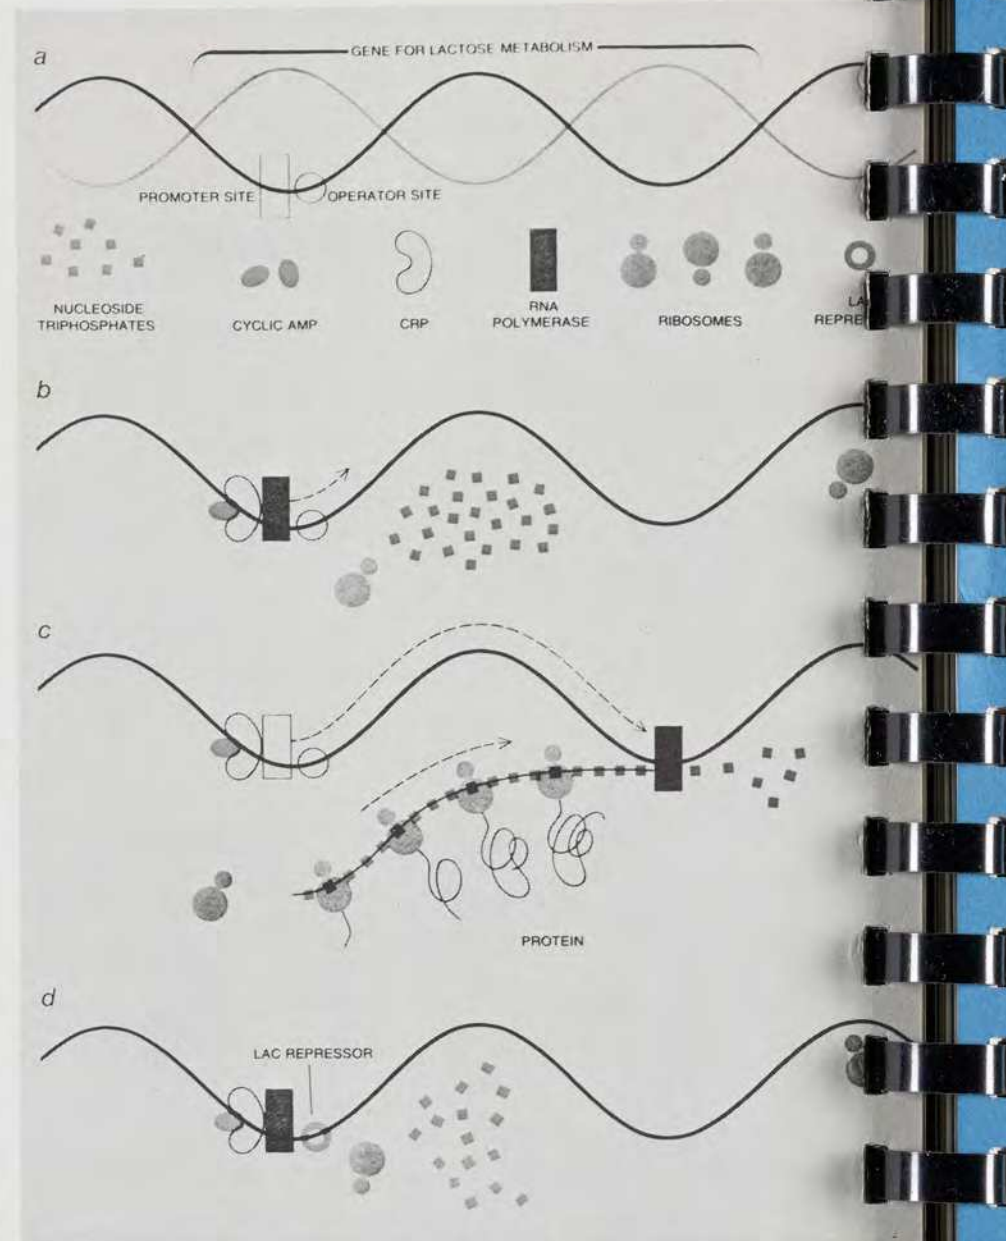 a
GENE FOR LACTOSE METABOLISM
PROMOTER SITE
OPERATOR SITE
NUCLEOSIDE
TRIPHOSPHATES
CYCLIC AMP
CRP
RNA
POLYMERASE
RIBOSOMES
b
c
PROTEIN
d
LAC REPRESSOR